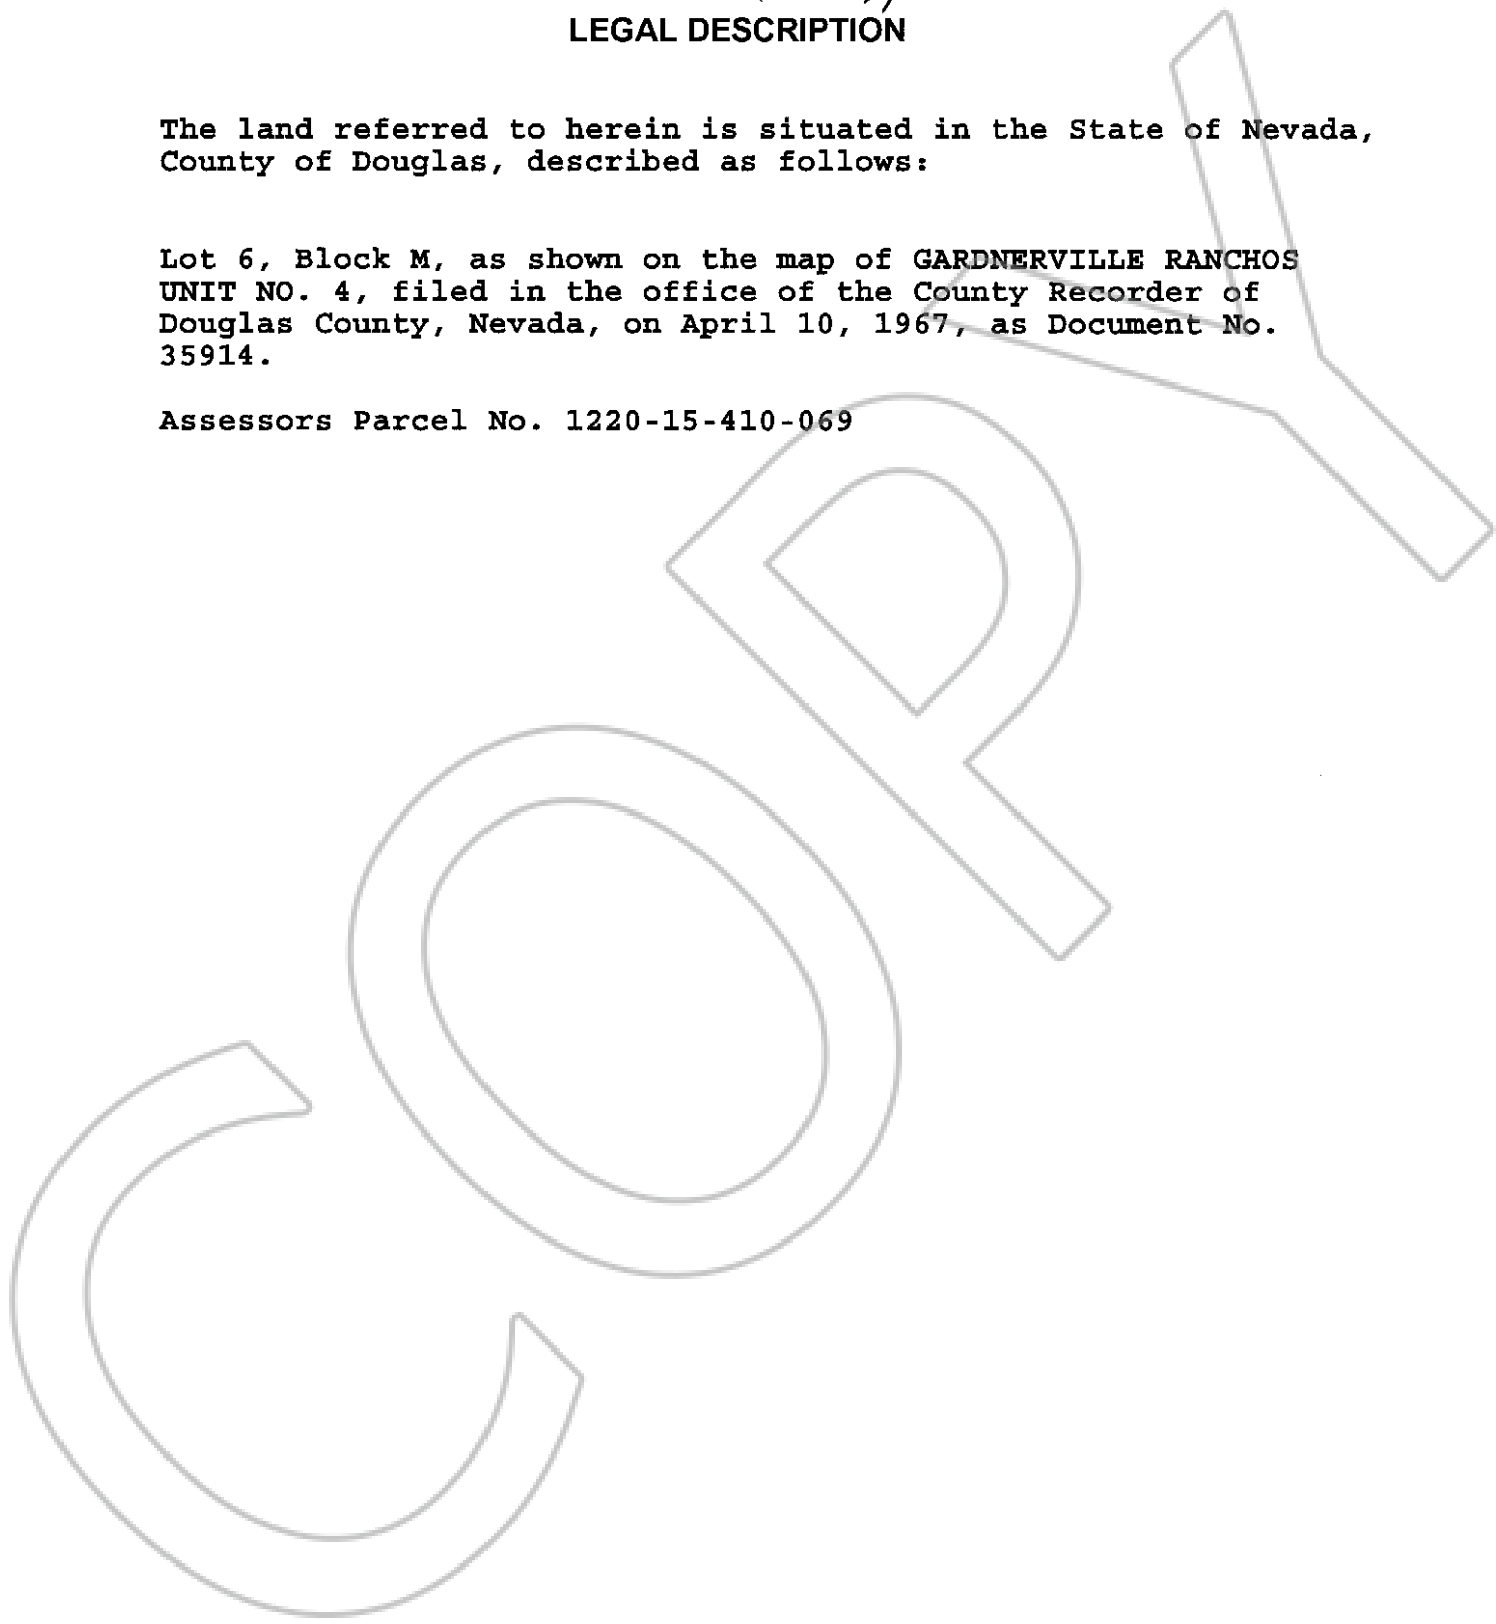 LEGAL DESCRIPTION
The land referred to herein is situated in the State of Nevada,
County of Douglas, described as follows:
Lot 6, Block M, as shown on the map of GARDNERVILLE RANCHOS
UNIT NO. 4, filed in the office of the County Recorder of
Douglas County, Nevada, on April 10, 1967, as Document No.
35914.
Assessors Parcel No. 1220-15-410-069
COPY